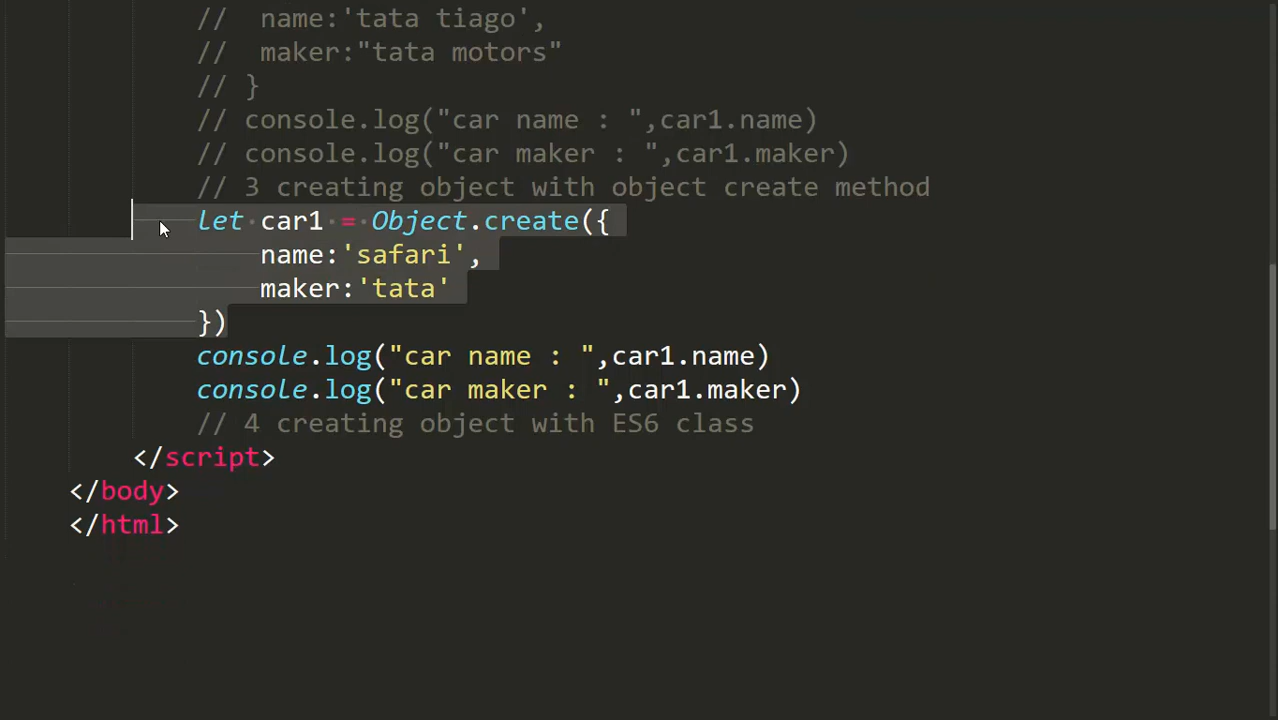 //  name:'tata tiago',
//  maker:"tata motors"
// }
// console.log("car name : ",car1.name)
// console.log("car maker : ",car1.maker)
// 3 creating object with object create method
let car1 = Object.create({
name:'safari',
maker:'tata'
})
console.log("car name : ",car1.name)
console.log("car maker : ",car1.maker)
// 4 creating object with ES6 class
</script>
</body>
</html>